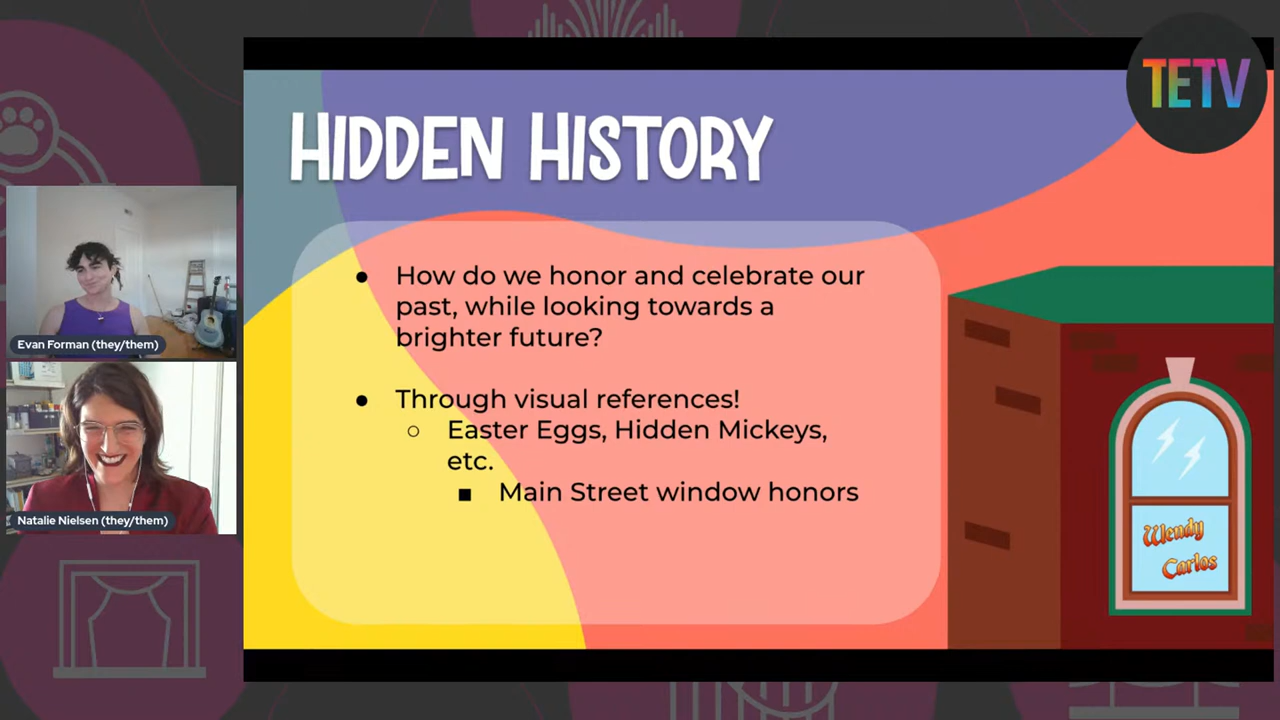 TETV
HIDDEN HISTORY
● How do we honor and celebrate our
past, while looking towards a
brighter future?
● Through visual references!
○ Easter Eggs, Hidden Mickeys,
etc.
■ Main Street window honors
Wendy
Carlos
Evan Forman (they/them)
Natalie Nielsen (they/them)